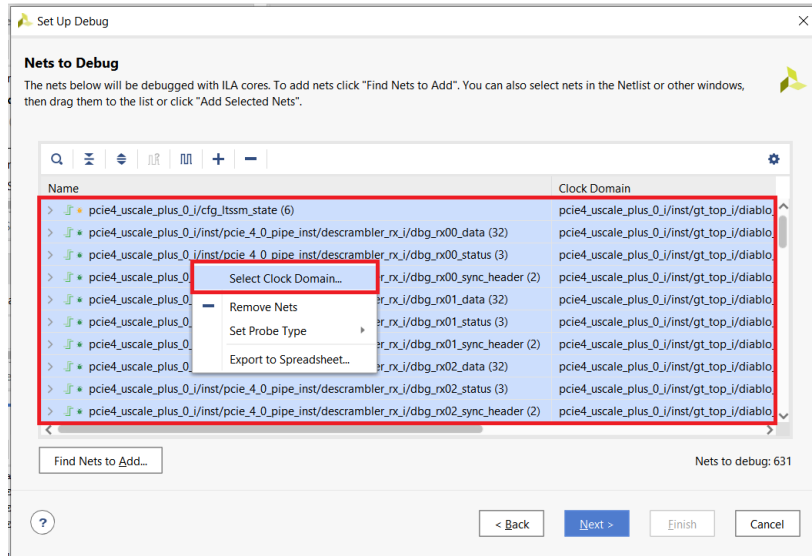 Set Up Debug
Nets to Debug
The nets below will be debugged with ILA cores. To add nets click "Find Nets to Add". You can also select nets in the Netlist or other windows,
then drag them to the list or click "Add Selected Nets".
Name Clock Domain
pcie4_uscale_plus_0_i/cfg_ltssm_state (6) pcie4_uscale_plus_0_i/inst/gt_top_i/diablo_
pcie4_uscale_plus_0_i/inst/pcie_4_0_pipe_inst/descrambler_rx_i/dbg_rx00_data (32) pcie4_uscale_plus_0_i/inst/gt_top_i/diablo_
pcie4_uscale_plus_0_i/inst/pcie_4_0_pipe_inst/descrambler_rx_i/dbg_rx00_status (3) pcie4_uscale_plus_0_i/inst/gt_top_i/diablo_
pcie4_uscale_plus_0 Select Clock Domain... er_rx_i/dbg_rx00_sync_header (2) pcie4_uscale_plus_0_i/inst/gt_top_i/diablo_
pcie4_uscale_plus_0 Remove Nets er_rx_i/dbg_rx01_data (32) pcie4_uscale_plus_0_i/inst/gt_top_i/diablo_
pcie4_uscale_plus_0 Set Probe Type er_rx_i/dbg_rx01_status (3) pcie4_uscale_plus_0_i/inst/gt_top_i/diablo_
pcie4_uscale_plus_0 er_rx_i/dbg_rx01_sync_header (2) pcie4_uscale_plus_0_i/inst/gt_top_i/diablo_
pcie4_uscale_plus_0 Export to Spreadsheet... er_rx_i/dbg_rx02_data (32) pcie4_uscale_plus_0_i/inst/gt_top_i/diablo_
pcie4_uscale_plus_0_i/inst/pcie_4_0_pipe_inst/descrambler_rx_i/dbg_rx02_status (3) pcie4_uscale_plus_0_i/inst/gt_top_i/diablo_
pcie4_uscale_plus_0_i/inst/pcie_4_0_pipe_inst/descrambler_rx_i/dbg_rx02_sync_header (2) pcie4_uscale_plus_0_i/inst/gt_top_i/diablo_
Find Nets to Add... Nets to debug: 631
? < Back Next > Finish Cancel